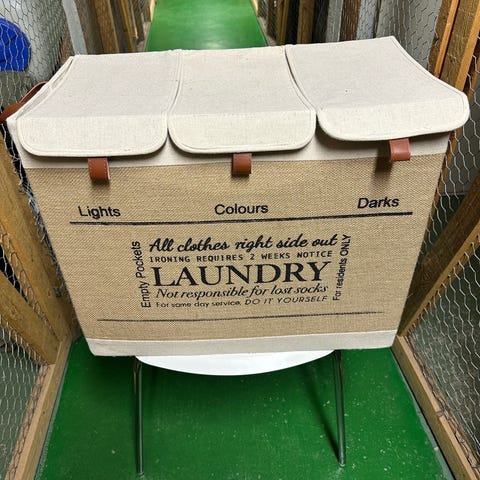 Lights
Colours
Darks
Empty Pockets
All clothes right side out
IRONING REQUIRES 2 WEEKS NOTICE
LAUNDRY
Not responsible for lost socks
For same day service, DO IT YOURSELF
For residents ONLY